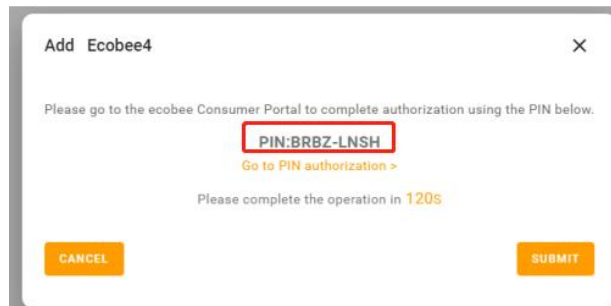 Add Ecobee4
Please go to the ecobee Consumer Portal to complete authorization using the PIN below.
PIN:BRBZ-LNSH
Go to PIN authorization >
Please complete the operation in 120S
CANCEL
SUBMIT